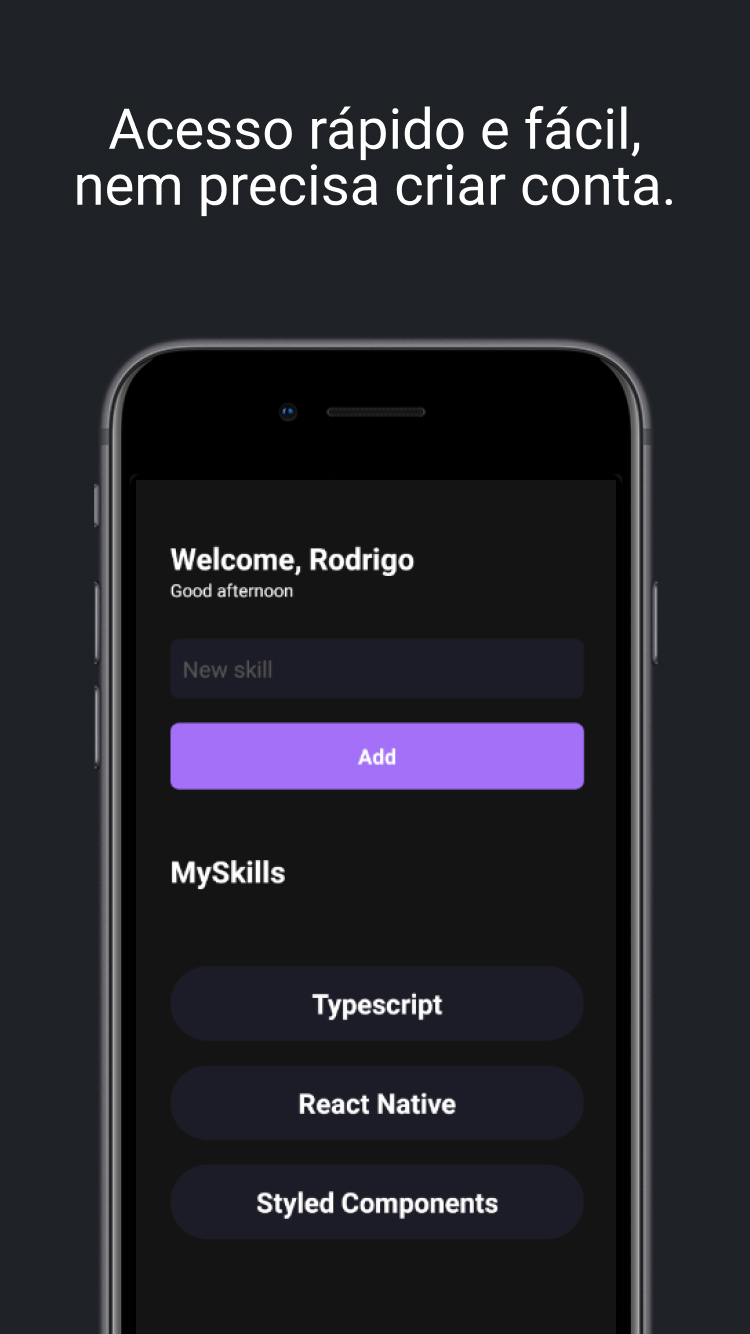 Acesso rápido e fácil,
nem precisa criar conta.
Welcome, Rodrigo
Good afternoon
New skill
Add
MySkills
Typescript
React Native
Styled Components